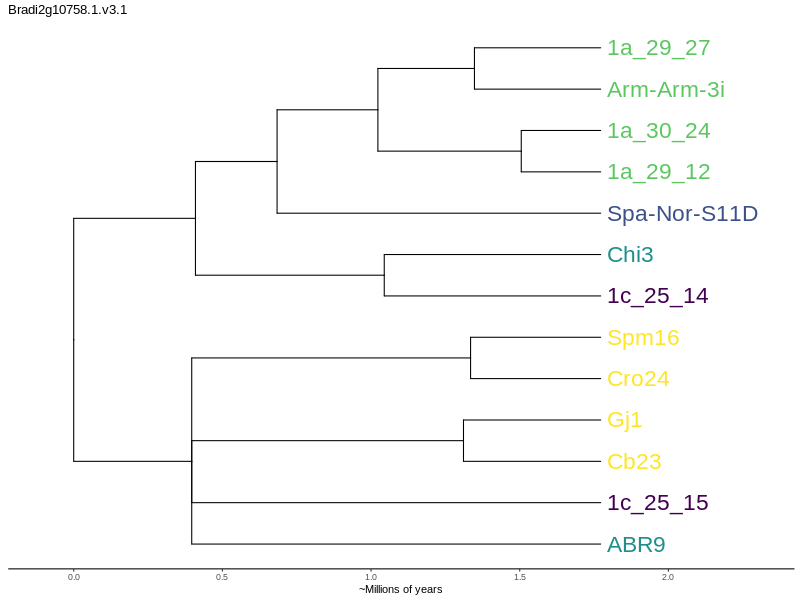 Bradi2g10758.1.v3.1
1a_29_27
Arm-Arm-3i
1a_30_24
1a_29_12
Spa-Nor-S11D
Chi3
1c_25_14
Spm16
Cro24
Gj1
Cb23
1c_25_15
ABR9
0.0 0.5 1.0 1.5 2.0
~Millions of years